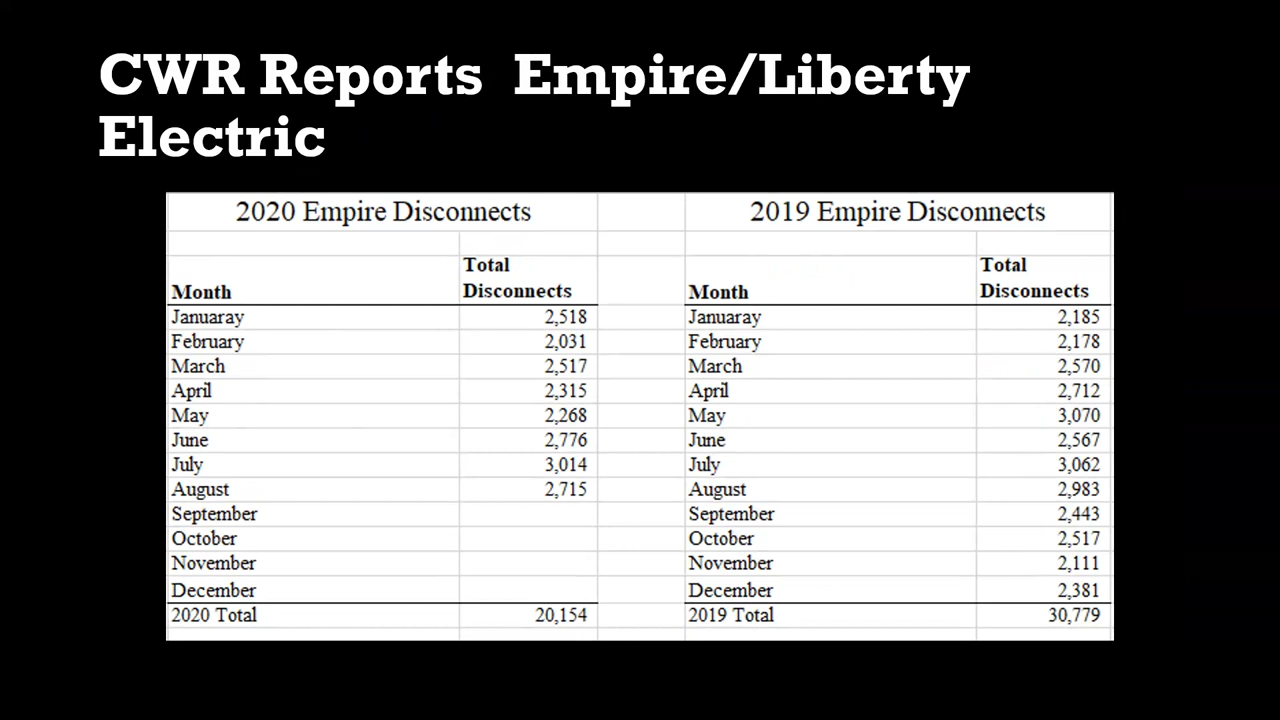 CWR Reports  Empire/Liberty
Electric
2020 Empire Disconnects 2019 Empire Disconnects
Total Total
Month Disconnects Month Disconnects
Januaray 2,518 Januaray 2,185
February 2,031 February 2,178
March 2,517 March 2,570
April 2,315 April 2,712
May 2,268 May 3,070
June 2,776 June 2,567
July 3,014 July 3,062
August 2,715 August 2,983
September September 2,443
October October 2,517
November November 2,111
December December 2,381
2020 Total 20,154 2019 Total 30,779